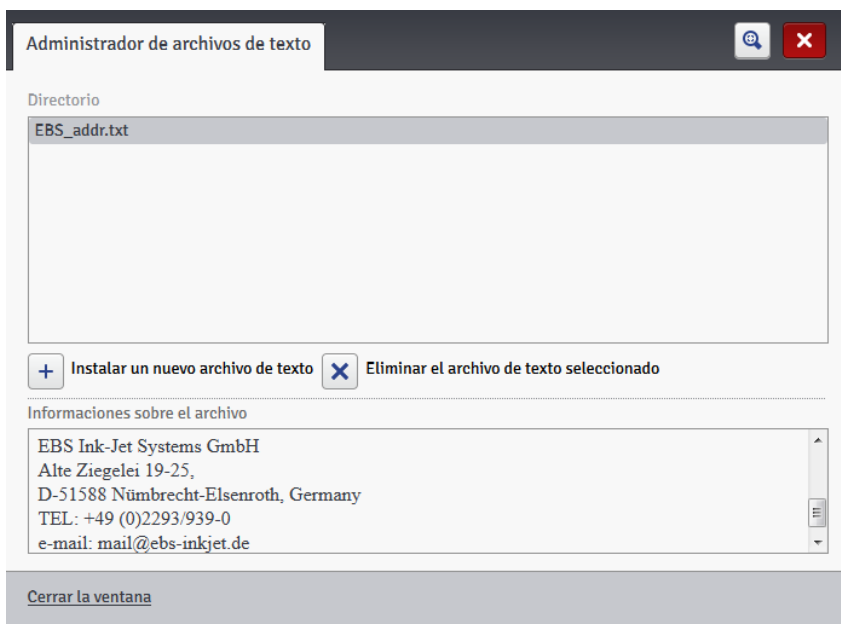 Administrador de archivos de texto
Directorio
EBS_addr.txt
Instalar un nuevo archivo de texto Eliminar el archivo de texto seleccionado
Informaciones sobre el archivo
EBS Ink-Jet Systems GmbH
Alte Ziegelei 19-25,
D-51588 Nümbrecht-Elsenroth, Germany
TEL: +49 (0)2293/939-0
e-mail: mail@ebs-inkjet.de
Cerrar la ventana